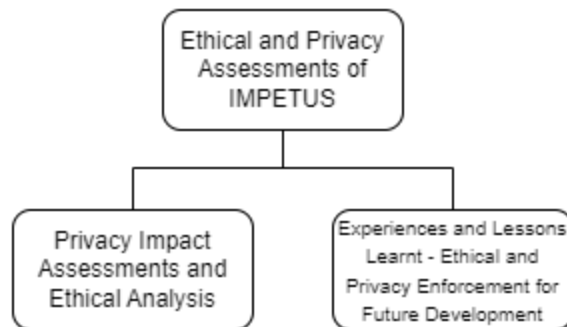 Ethical and Privacy
Assessments of
IMPETUS
Privacy Impact
Assessments and
Ethical Analysis
Experiences and Lessons
Learnt - Ethical and
Privacy Enforcement for
Future Development